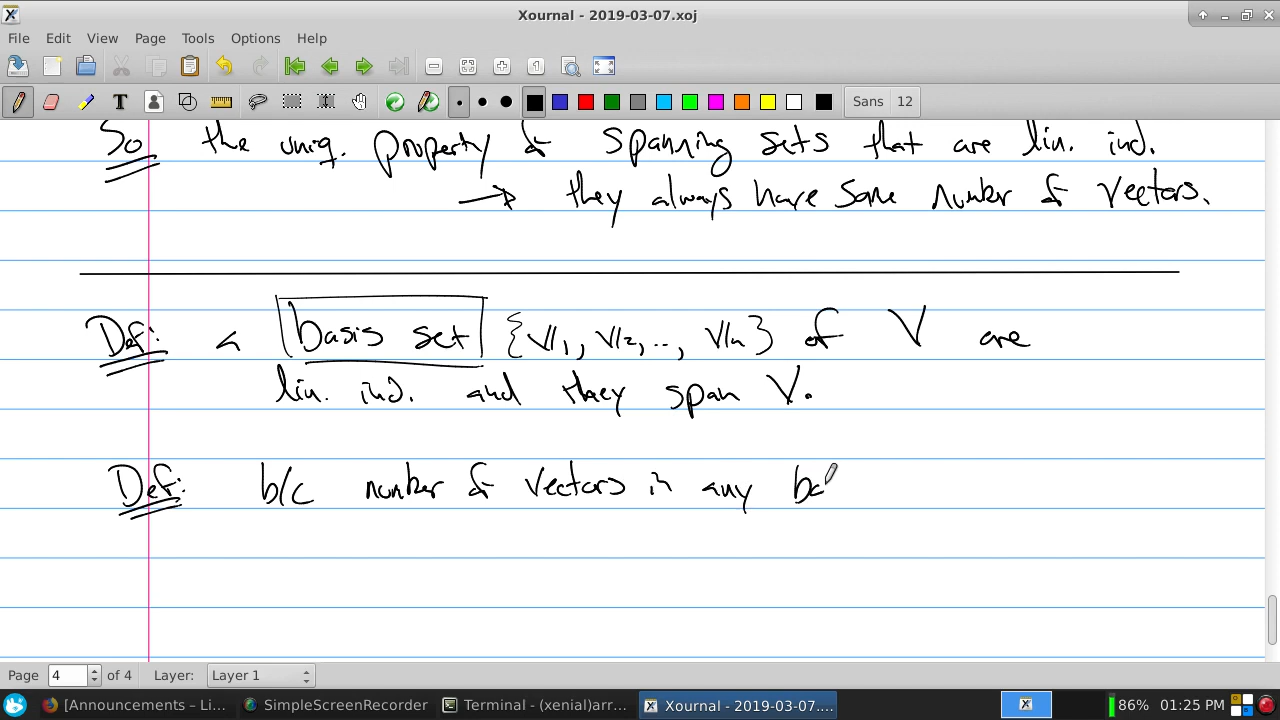 Xournal - 2019-03-07.xoj
File Edit View Page Tools Options Help
Sans 12
So the uniq. property of spanning sets that are lin. ind.
→ they always have same number of vectors.
Def: a basis set {v1, v2, .., vn} of V are
lin. ind. and they span V.
Def: b/c number of vectors in any ba
Page 4 of 4 Layer: Layer 1
[Announcements – Li... SimpleScreenRecorder Terminal - (xenial)arr... Xournal - 2019-03-07.... 86% 01:25 PM